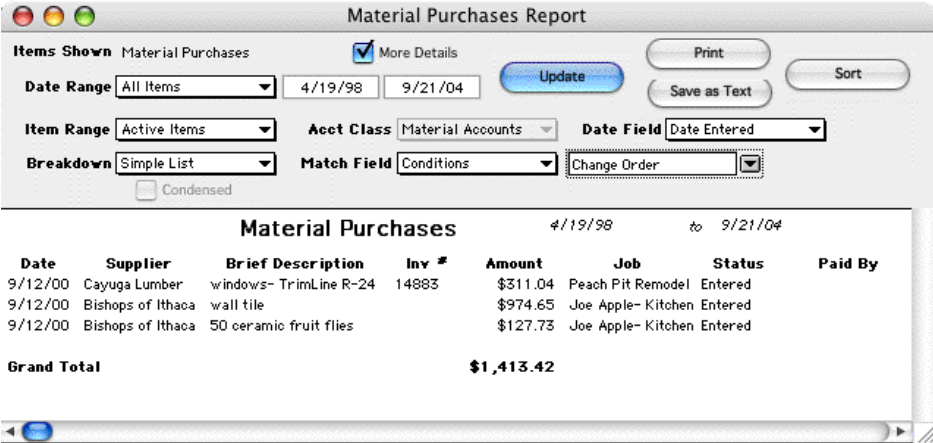 Material Purchases Report
Items Shown Material Purchases More Details Print
Update Sort
Date Range All Items 4/19/98 9/21/04 Save as Text
Item Range Active Items Acct Class Material Accounts Date Field Date Entered
Breakdown Simple List Match Field Conditions Change Order
Condensed
Material Purchases 4/19/98 to 9/21/04
Date Supplier Brief Description Inv # Amount Job Status Paid By
9/12/00 Cayuga Lumber windows- TrimLine R-24 14883 $311.04 Peach Pit Remodel Entered
9/12/00 Bishops of Ithaca wall tile $974.65 Joe Apple- Kitchen Entered
9/12/00 Bishops of Ithaca 50 ceramic fruit flies $127.73 Joe Apple- Kitchen Entered
Grand Total $1,413.42